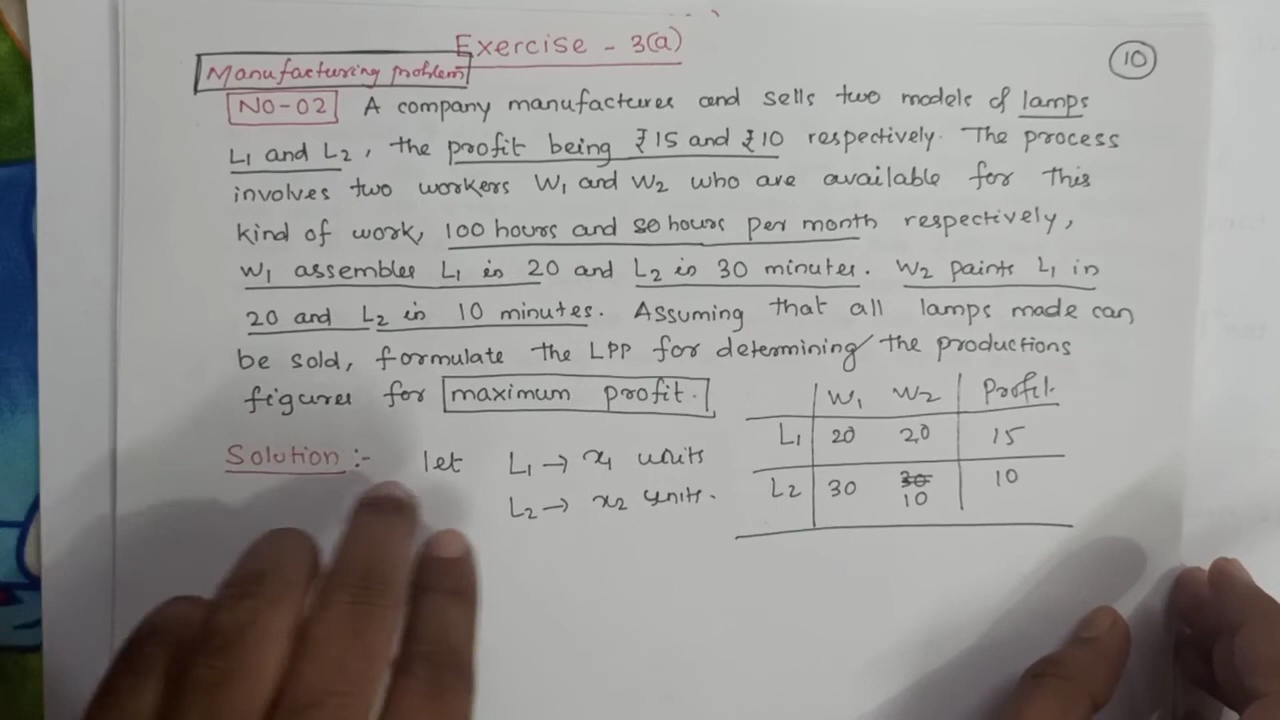 Exercise - 3(a)
10
Manufacturing problem
NO-02 A company manufactures and sells two models of lamps
L1 and L2, the profit being ₹15 and ₹10 respectively. The process
involves two workers W1 and W2 who are available for this
kind of work, 100 hours and 80 hours per month respectively,
W1 assembles L1 in 20 and L2 in 30 minutes. W2 paints L1 in
20 and L2 in 10 minutes. Assuming that all lamps made can
be sold, formulate the LPP for determining the productions
figures for maximum profit.
W1 W2 Profit.
L1 20 20 15
L2 30 30 10
10
Solution :- let L1 → x1 units
L2 → x2 units.